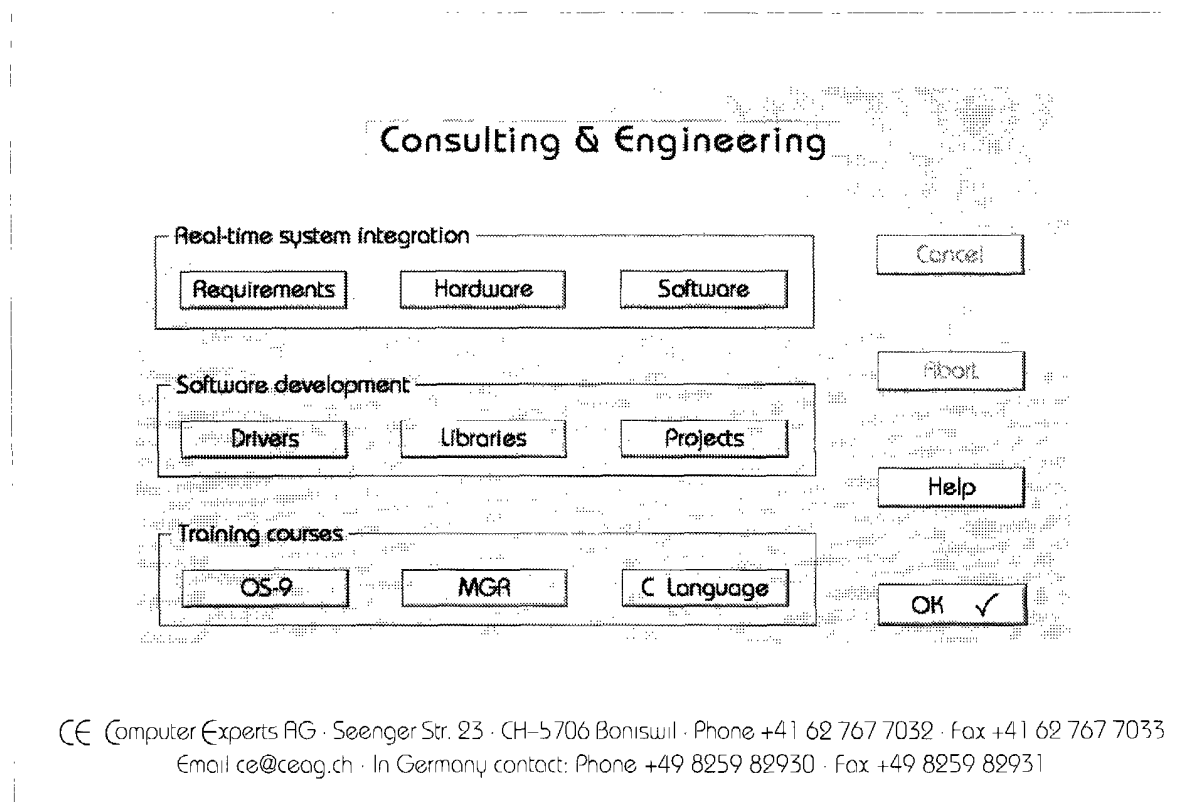 Consulting & Engineering
Real-time system integration
Requirements Hardware Software
Cancel
Software development
Abort
Drivers Libraries Projects
Help
Training courses
OS-9 MGR C Language
OK ✓
CE Computer Experts AG · Seenger Str. 23 · CH-5706 Boniswil · Phone +41 62 767 7032 · Fax +41 62 767 7033
Email ce@ceag.ch · In Germany contact: Phone +49 8259 82930 · Fax +49 8259 82931